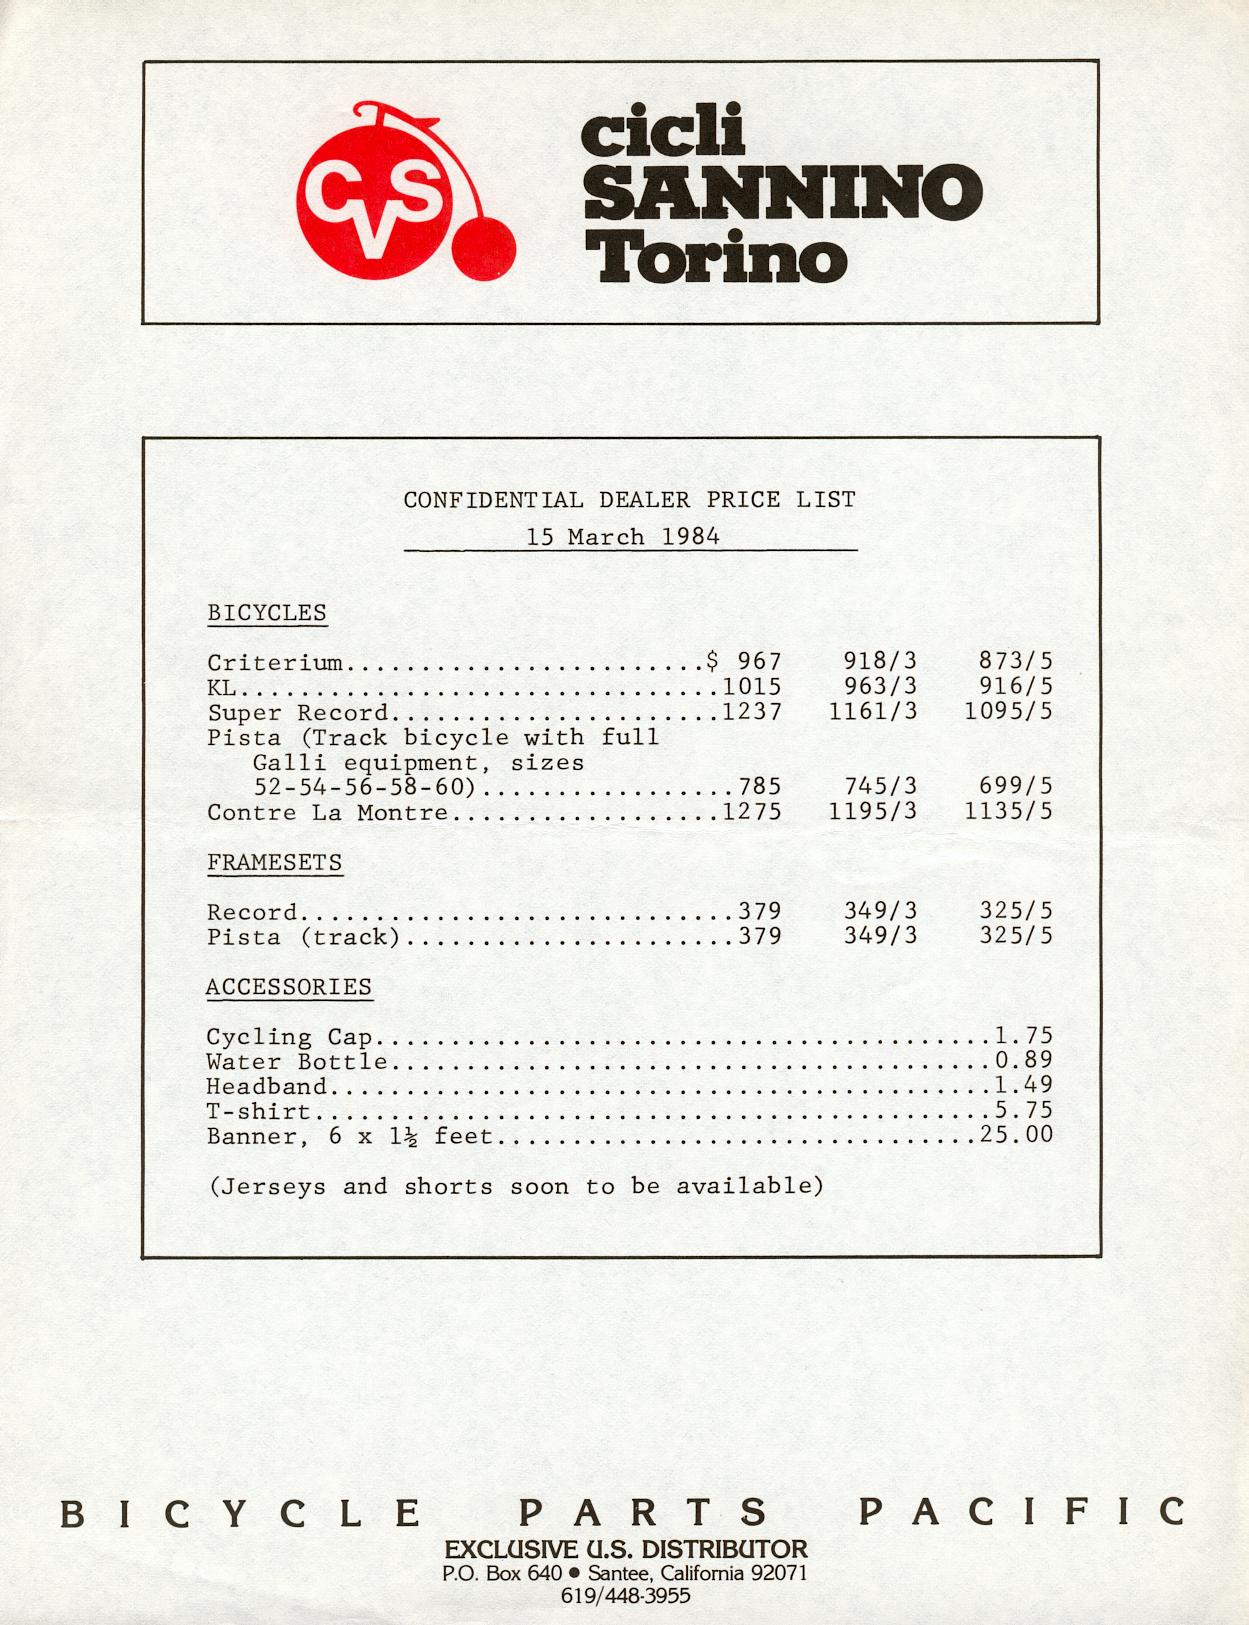 CVS
cicli
SANNINO
Torino
CONFIDENTIAL DEALER PRICE LIST
15 March 1984
BICYCLES
Criterium........................$ 967 918/3 873/5
KL................................1015 963/3 916/5
Super Record......................1237 1161/3 1095/5
Pista (Track bicycle with full
Galli equipment, sizes
52-54-56-58-60).................785 745/3 699/5
Contre La Montre..................1275 1195/3 1135/5
FRAMESETS
Record.............................379 349/3 325/5
Pista (track)......................379 349/3 325/5
ACCESSORIES
Cycling Cap.........................................1.75
Water Bottle........................................0.89
Headband............................................1.49
T-shirt.............................................5.75
Banner, 6 x 1½ feet................................25.00
(Jerseys and shorts soon to be available)
BICYCLE PARTS PACIFIC
EXCLUSIVE U.S. DISTRIBUTOR
P.O. Box 640 • Santee, California 92071
619/448-3955